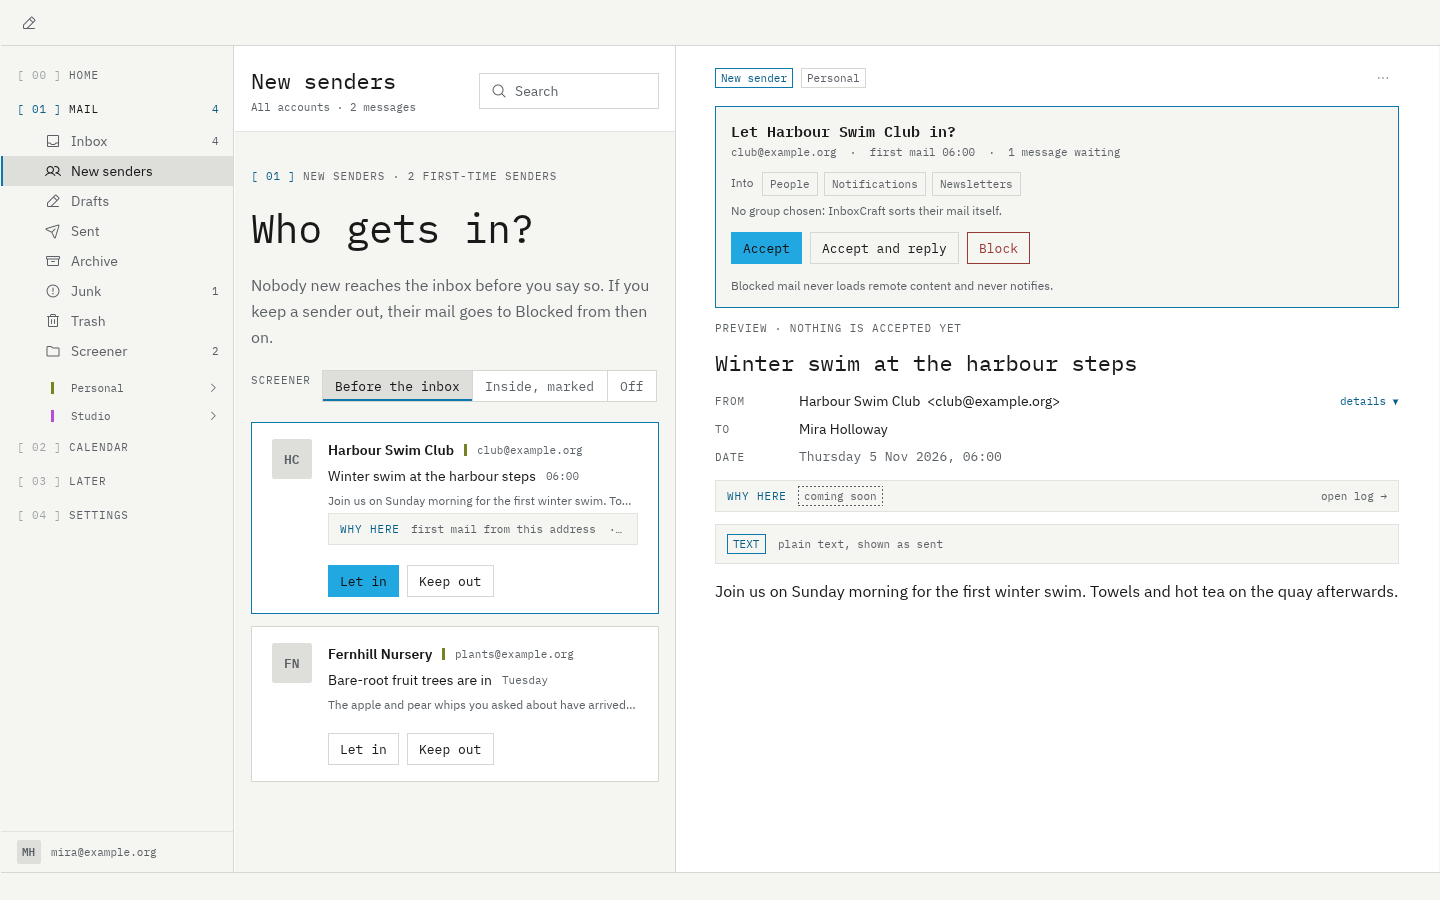 [ 00 ] HOME
[ 01 ] MAIL 4
Inbox 4
New senders
Drafts
Sent
Archive
Junk 1
Trash
Screener 2
Personal
Studio
[ 02 ] CALENDAR
[ 03 ] LATER
[ 04 ] SETTINGS
MH mira@example.org
New senders
All accounts · 2 messages
Search
[ 01 ] NEW SENDERS · 2 FIRST-TIME SENDERS
Who gets in?
Nobody new reaches the inbox before you say so. If you
keep a sender out, their mail goes to Blocked from then
on.
SCREENER Before the inbox Inside, marked Off
HC Harbour Swim Club club@example.org
Winter swim at the harbour steps 06:00
Join us on Sunday morning for the first winter swim. To…
WHY HERE first mail from this address ·…
Let in Keep out
FN Fernhill Nursery plants@example.org
Bare-root fruit trees are in Tuesday
The apple and pear whips you asked about have arrived…
Let in Keep out
New sender Personal ···
Let Harbour Swim Club in?
club@example.org · first mail 06:00 · 1 message waiting
Into People Notifications Newsletters
No group chosen: InboxCraft sorts their mail itself.
Accept Accept and reply Block
Blocked mail never loads remote content and never notifies.
PREVIEW · NOTHING IS ACCEPTED YET
Winter swim at the harbour steps
FROM Harbour Swim Club <club@example.org> details ▾
TO Mira Holloway
DATE Thursday 5 Nov 2026, 06:00
WHY HERE coming soon open log →
TEXT plain text, shown as sent
Join us on Sunday morning for the first winter swim. Towels and hot tea on the quay afterwards.